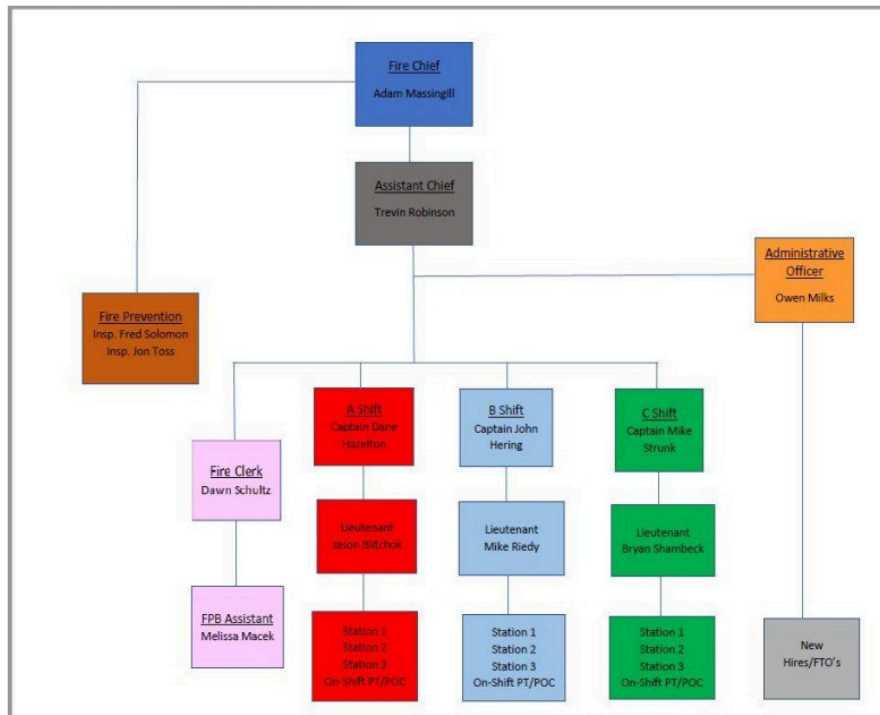 Fire Chief
Adam Massingill
Assistant Chief
Trevin Robinson
Administrative
Officer
Owen Milks
Fire Prevention
Insp. Fred Solomon
Insp. Jon Toss
A Shift
Captain Dane
Hazelton
B Shift
Captain John
Hering
C Shift
Captain Mike
Strunk
Fire Clerk
Dawn Schultz
Lieutenant
Jason Blitchok
Lieutenant
Mike Riedy
Lieutenant
Bryan Shambeck
FPB Assistant
Melissa Macek
Station 1
Station 2
Station 3
On-Shift PT/POC
Station 1
Station 2
Station 3
On-Shift PT/POC
Station 1
Station 2
Station 3
On-Shift PT/POC
New
Hires/FTO's